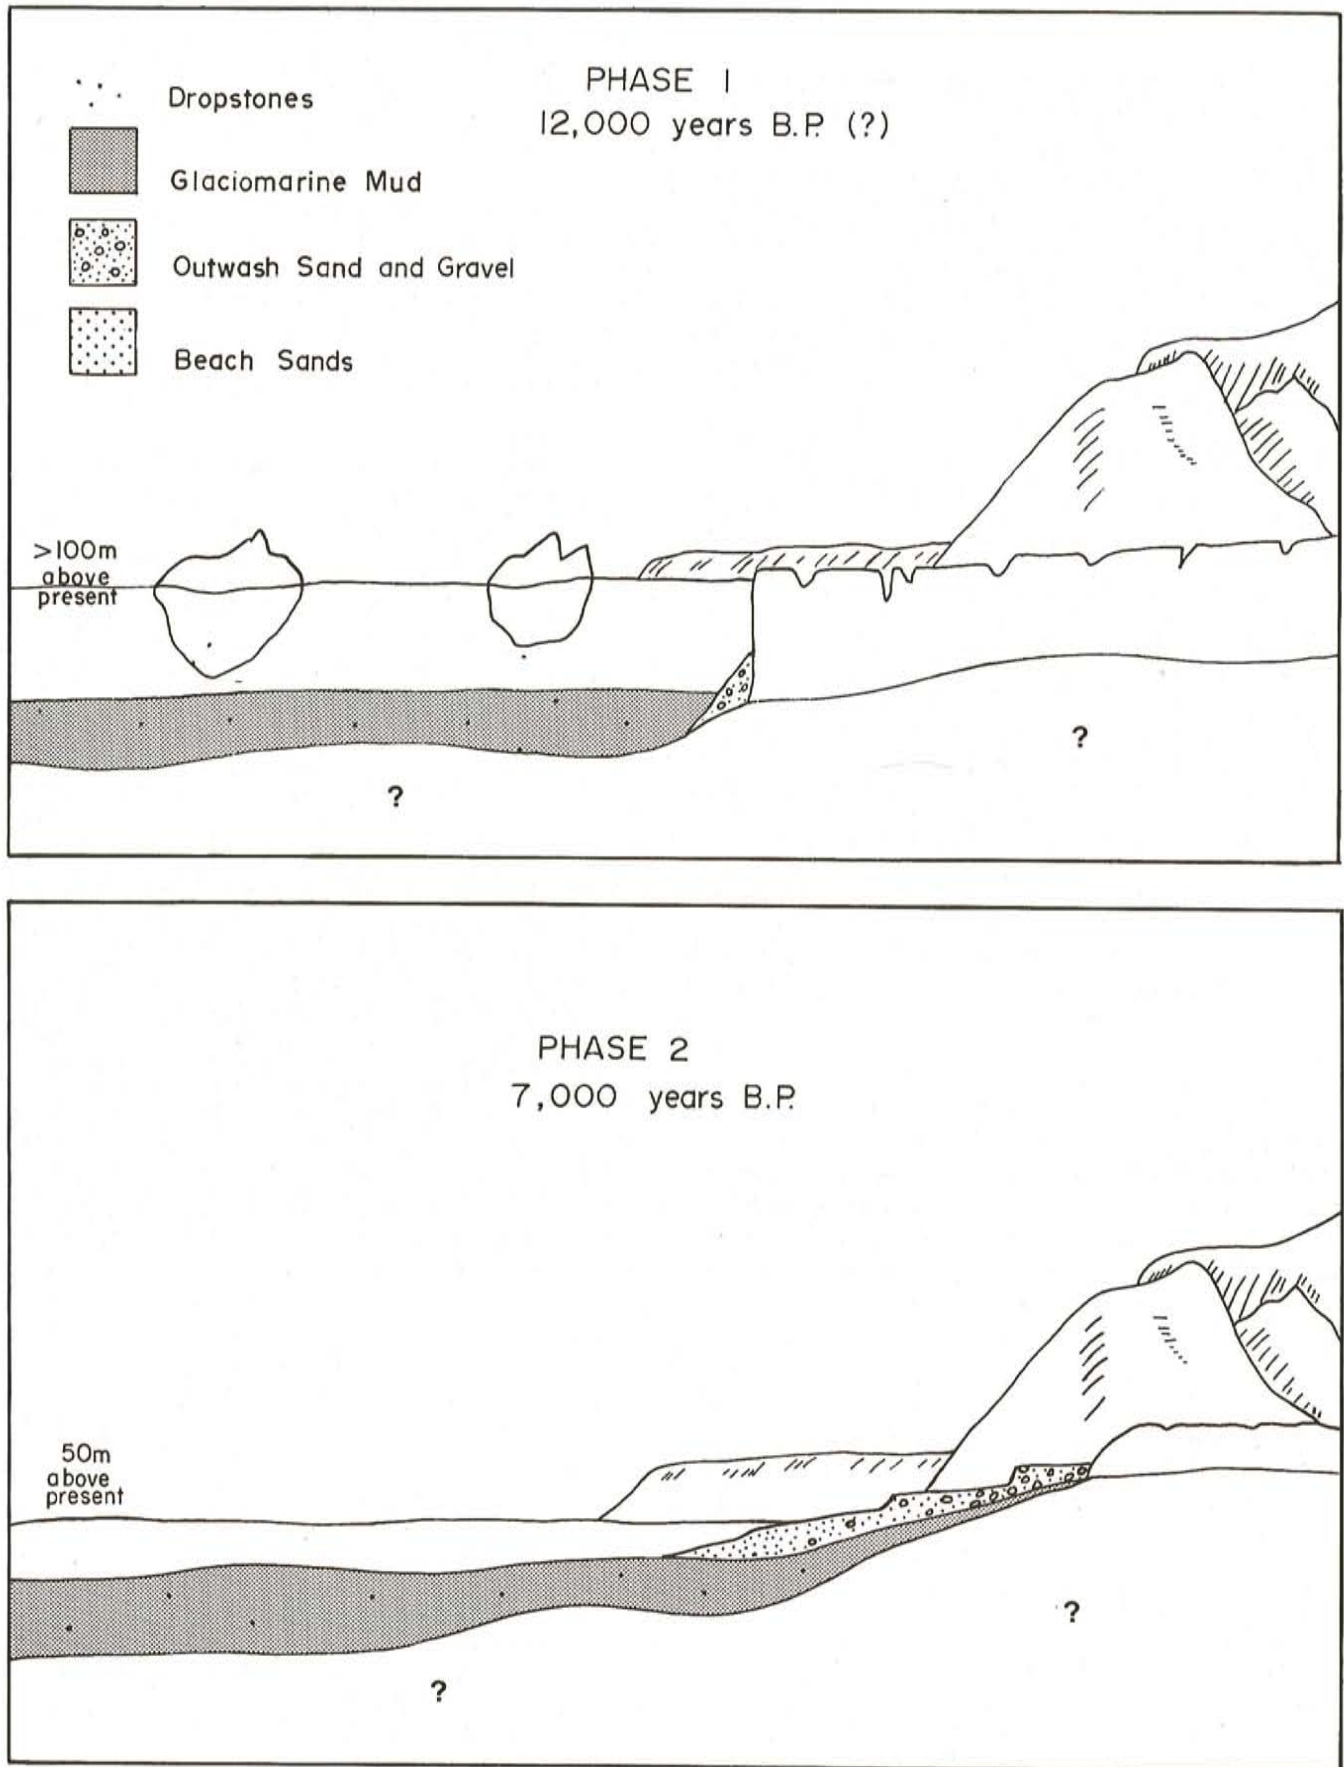 PHASE 1
12,000 years B.P. (?)
Dropstones
Glaciomarine Mud
Outwash Sand and Gravel
Beach Sands
>100m
above
present
?
?
PHASE 2
7,000 years B.P.
50m
above
present
?
?